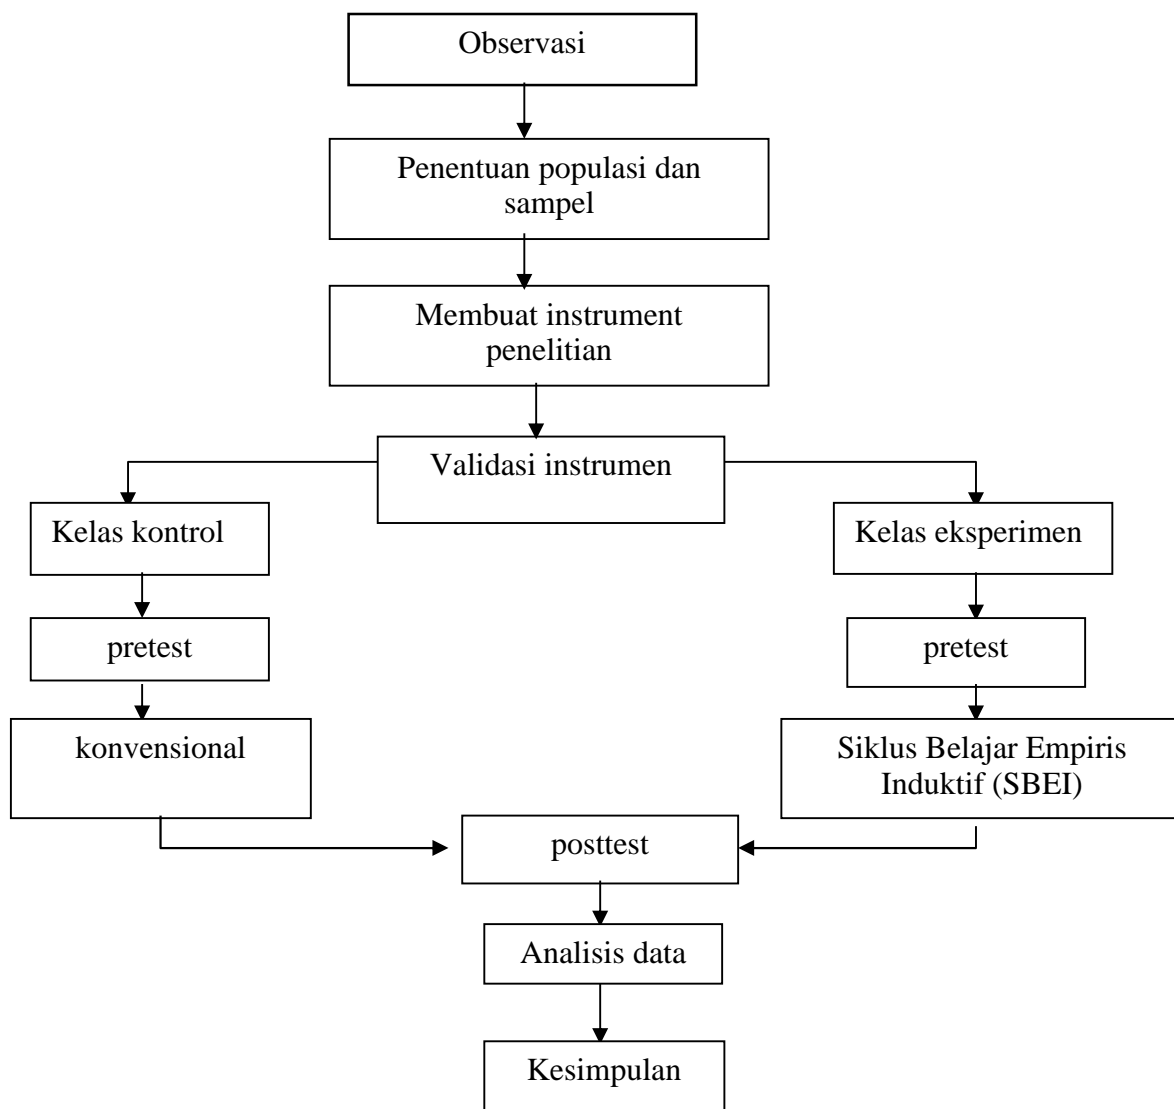 Observasi
Penentuan populasi dan
sampel
Membuat instrument
penelitian
Validasi instrumen
Kelas kontrol
Kelas eksperimen
pretest
pretest
konvensional
Siklus Belajar Empiris
Induktif (SBEI)
posttest
Analisis data
Kesimpulan